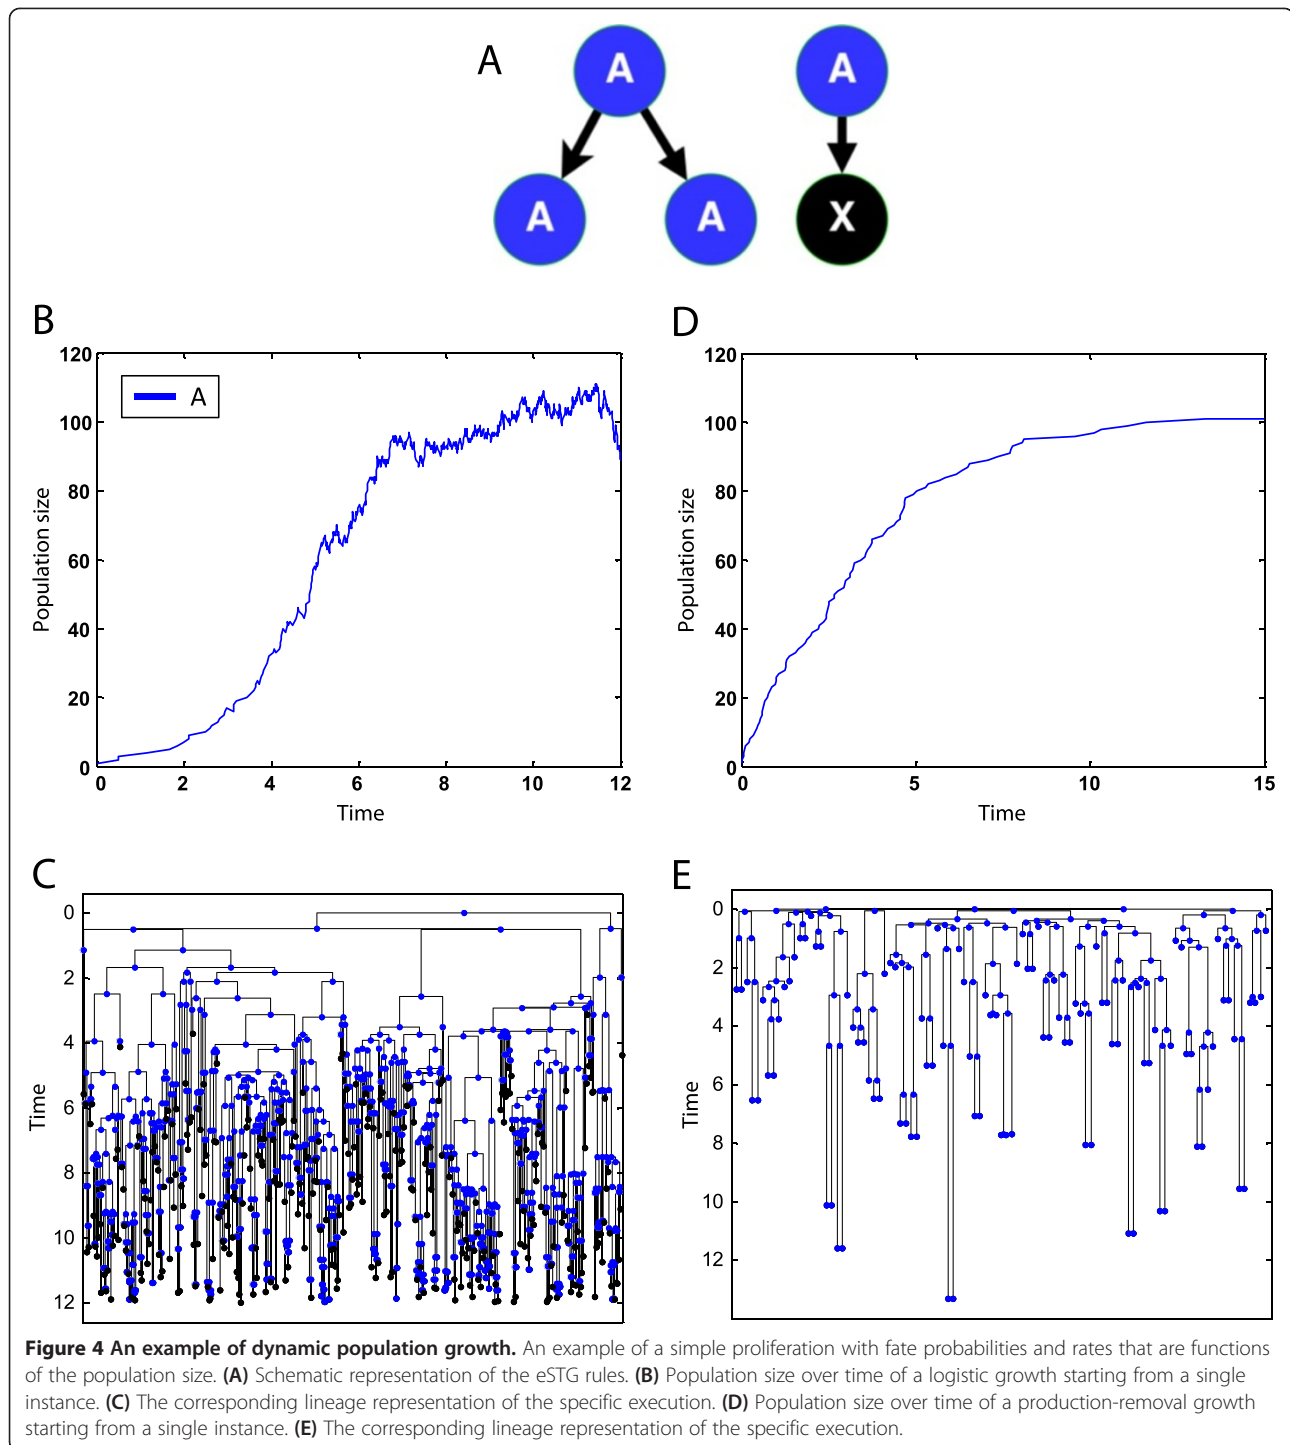 A
A
A
A
A
X
A
B
D
120
100
80
60
40
20
0
Population size
A
0
2
4
6
8
10
12
Time
120
100
80
60
40
20
0
Population size
0
5
10
15
Time
C
E
0
2
4
6
8
10
12
Time
0
2
4
6
8
10
12
Time
Figure 4 An example of dynamic population growth. An example of a simple proliferation with fate probabilities and rates that are functions
of the population size. (A) Schematic representation of the eSTG rules. (B) Population size over time of a logistic growth starting from a single
instance. (C) The corresponding lineage representation of the specific execution. (D) Population size over time of a production-removal growth
starting from a single instance. (E) The corresponding lineage representation of the specific execution.